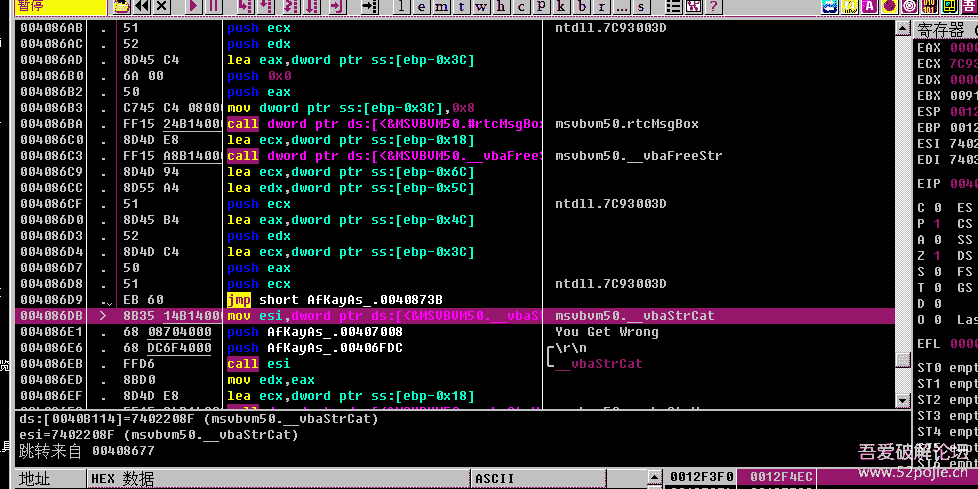 暂停 l e m t w h c p k b r ... s ?
004086AB . 51 push ecx ntdll.7C93003D
004086AC . 52 push edx
004086AD . 8D45 C4 lea eax,dword ptr ss:[ebp-0x3C]
004086B0 . 6A 00 push 0x0
004086B2 . 50 push eax
004086B3 . C745 C4 0800 mov dword ptr ss:[ebp-0x3C],0x8
004086BA . FF15 24B14000 call dword ptr ds:[<&MSVBVM50.#rtcMsgBox msvbvm50.rtcMsgBox
004086C0 . 8D4D E8 lea ecx,dword ptr ss:[ebp-0x18]
004086C3 . FF15 A8B14000 call dword ptr ds:[<&MSVBVM50.__vbaFreeS msvbvm50.__vbaFreeStr
004086C9 . 8D4D 94 lea ecx,dword ptr ss:[ebp-0x6C]
004086CC . 8D55 A4 lea edx,dword ptr ss:[ebp-0x5C]
004086CF . 51 push ecx ntdll.7C93003D
004086D0 . 8D45 B4 lea eax,dword ptr ss:[ebp-0x4C]
004086D3 . 52 push edx
004086D4 . 8D4D C4 lea ecx,dword ptr ss:[ebp-0x3C]
004086D7 . 50 push eax
004086D8 . 51 push ecx ntdll.7C93003D
004086D9 . EB 60 jmp short AfKayAs_.0040873B
004086DB > 8B35 14B14000 mov esi,dword ptr ds:[<&MSVBVM50.__vbaS msvbvm50.__vbaStrCat
004086E1 . 68 08704000 push AfKayAs_.00407008 You Get Wrong
004086E6 . 68 DC6F4000 push AfKayAs_.00406FDC \r\n
004086EB . FFD6 call esi __vbaStrCat
004086ED . 8BD0 mov edx,eax
004086EF . 8D4D E8 lea ecx,dword ptr ss:[ebp-0x18]
ds:[0040B114]=7402208F (msvbvm50.__vbaStrCat)
esi=7402208F (msvbvm50.__vbaStrCat)
跳转来自 00408677
地址 HEX 数据 ASCII
0012F3F0 0012F4EC
寄存器 (
EAX 0000
ECX 7C93
EDX 0000
EBX 0091
ESP 0012
EBP 0012
ESI 7402
EDI 7403
EIP 0040
C 0 ES
P 1 CS
A 0 SS
Z 1 DS
S 0 FS
T 0 GS
D 0
O 0 Las
EFL 0000
ST0 empt
ST1 empt
ST2 empt
ST3 empt
ST4 empt
吾爱破解论坛
www.52pojie.cn